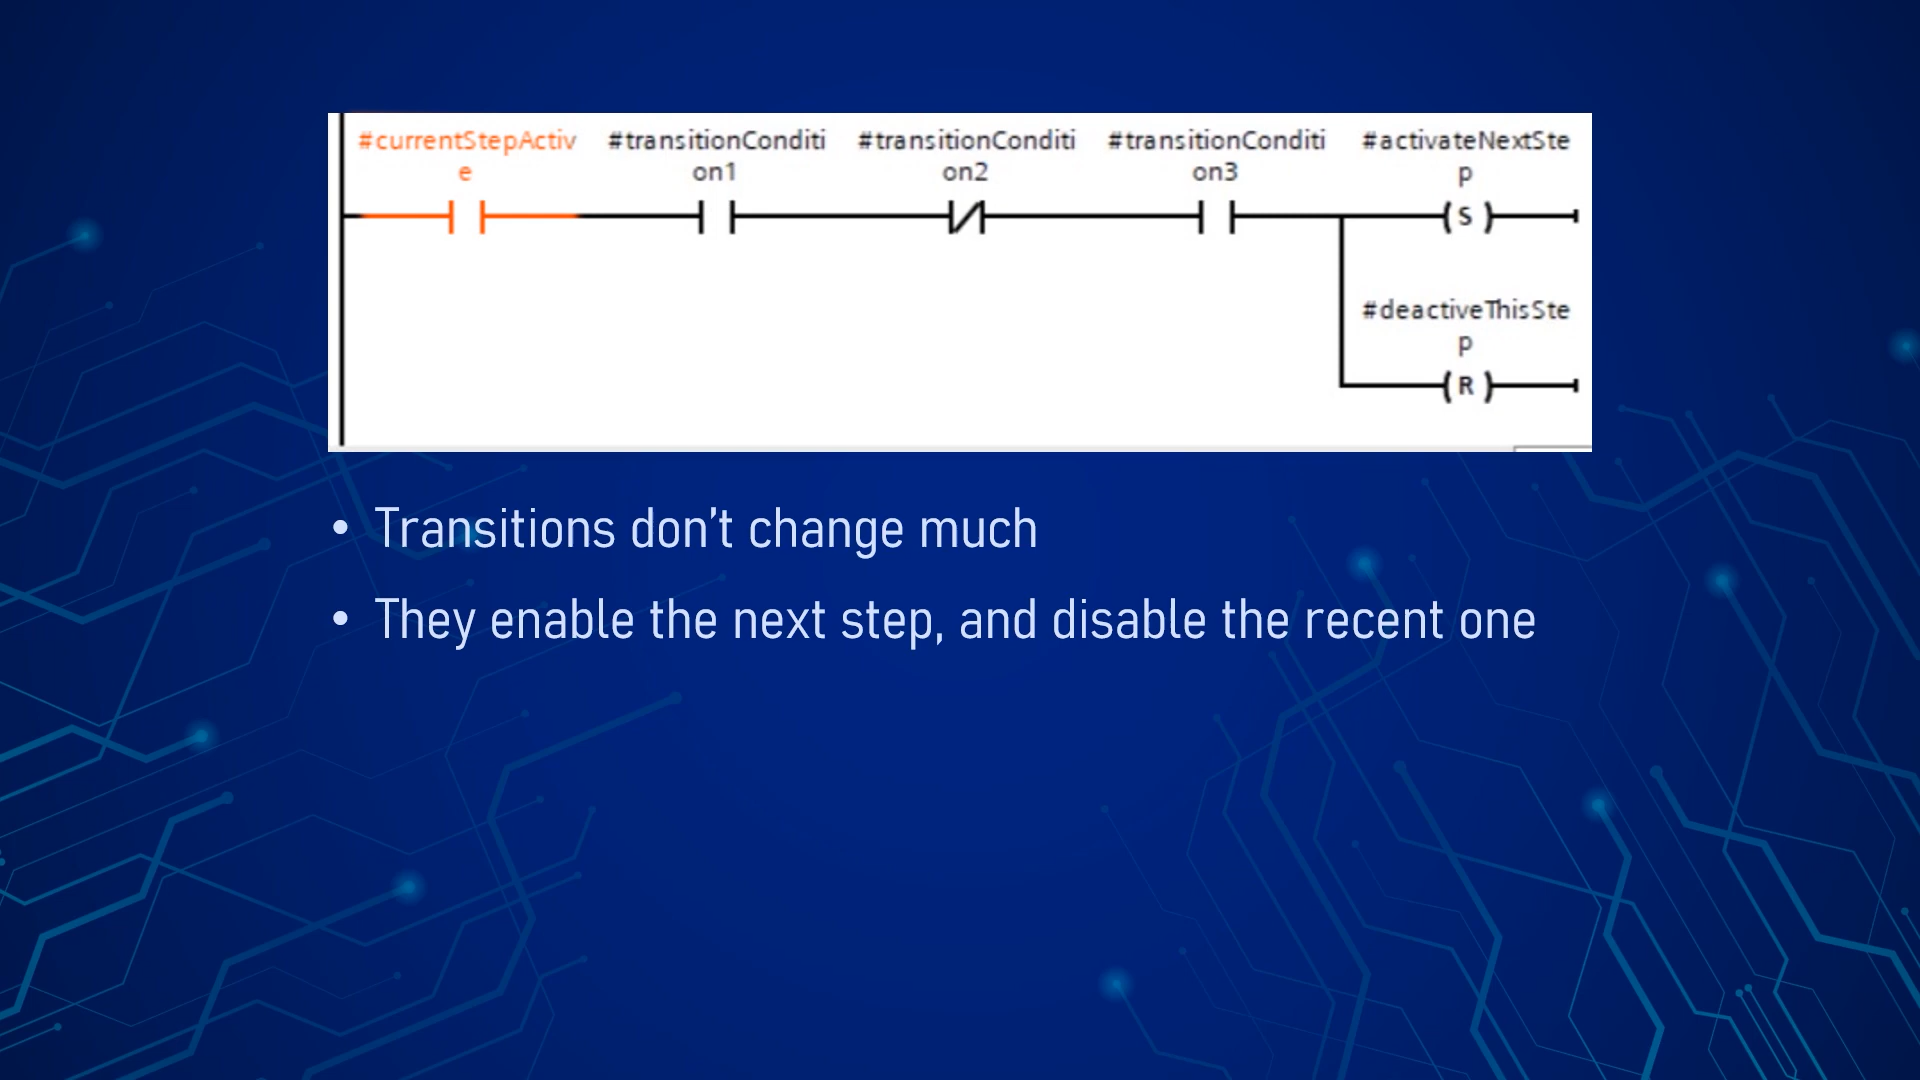 #currentStepActiv #transitionConditi #transitionConditi #transitionConditi #activateNextSte
e on1 on2 on3 p
( S )
#deactiveThisSte
p
( R )
• Transitions don’t change much
• They enable the next step, and disable the recent one